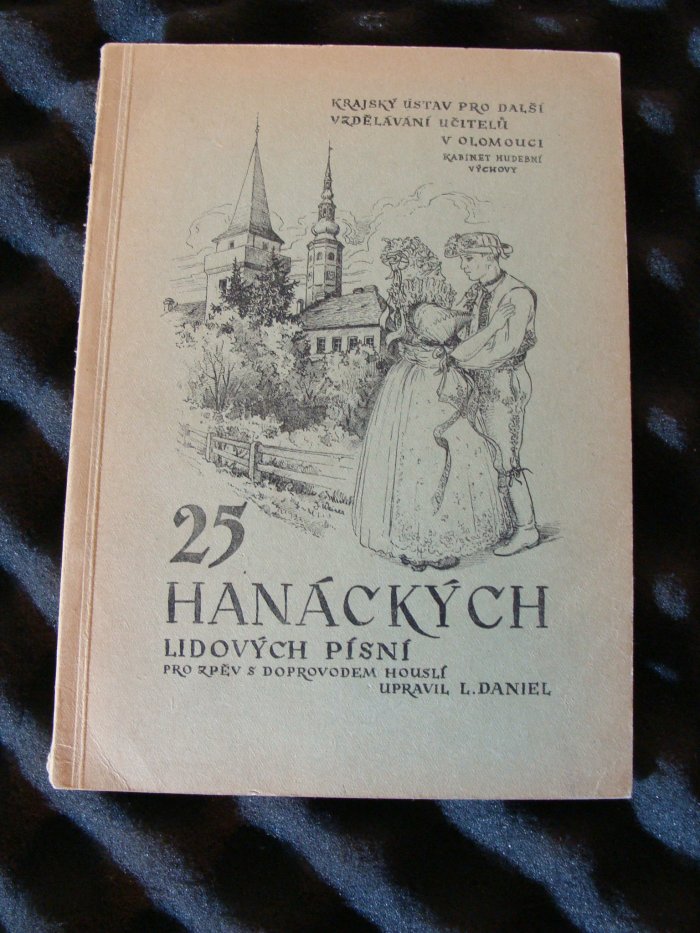 KRAJSKÝ ÚSTAV PRO DALŠÍ
VZDĚLÁVÁNÍ UČITELŮ
V OLOMOUCI
KABINET HUDEBNÍ
VÝCHOVY
25
HANÁCKÝCH
LIDOVÝCH PÍSNÍ
PRO ZPĚV S DOPROVODEM HOUSLÍ
UPRAVIL L. DANIEL